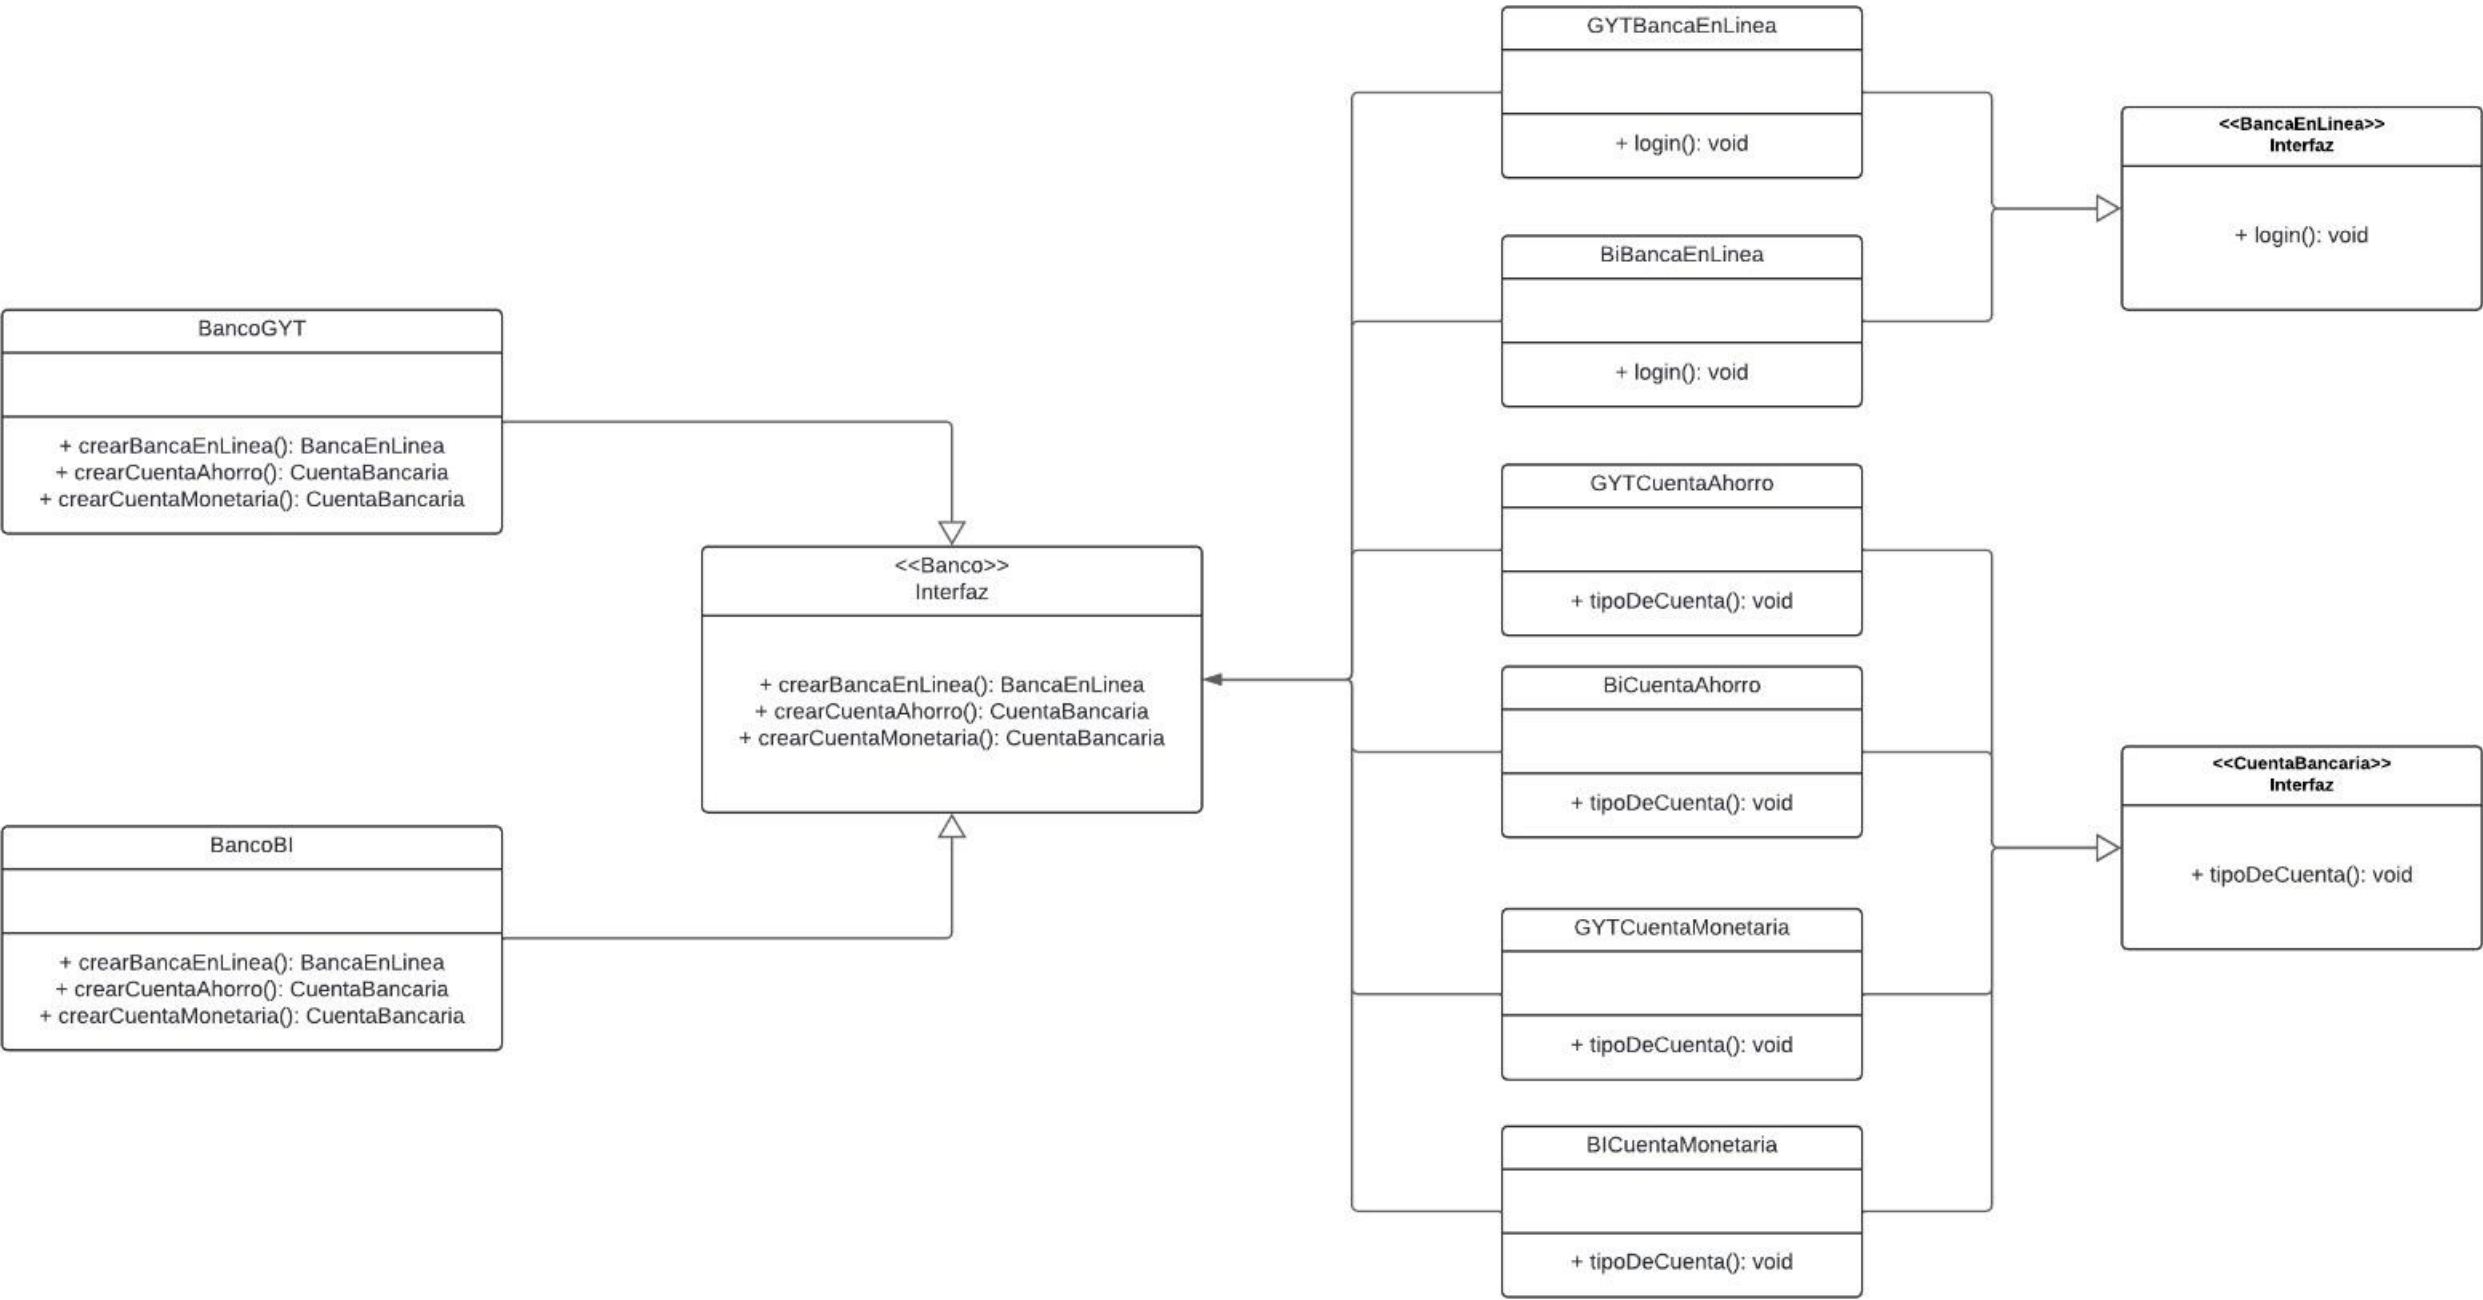 GYTBancaEnLinea
+ login(): void
<<BancaEnLinea>>
Interfaz
+ login(): void
BiBancaEnLinea
+ login(): void
BancoGYT
+ crearBancaEnLinea(): BancaEnLinea
+ crearCuentaAhorro(): CuentaBancaria
+ crearCuentaMonetaria(): CuentaBancaria
GYTCuentaAhorro
+ tipoDeCuenta(): void
<<Banco>>
Interfaz
+ crearBancaEnLinea(): BancaEnLinea
+ crearCuentaAhorro(): CuentaBancaria
+ crearCuentaMonetaria(): CuentaBancaria
BiCuentaAhorro
+ tipoDeCuenta(): void
<<CuentaBancaria>>
Interfaz
+ tipoDeCuenta(): void
BancoBI
+ crearBancaEnLinea(): BancaEnLinea
+ crearCuentaAhorro(): CuentaBancaria
+ crearCuentaMonetaria(): CuentaBancaria
GYTCuentaMonetaria
+ tipoDeCuenta(): void
BICuentaMonetaria
+ tipoDeCuenta(): void